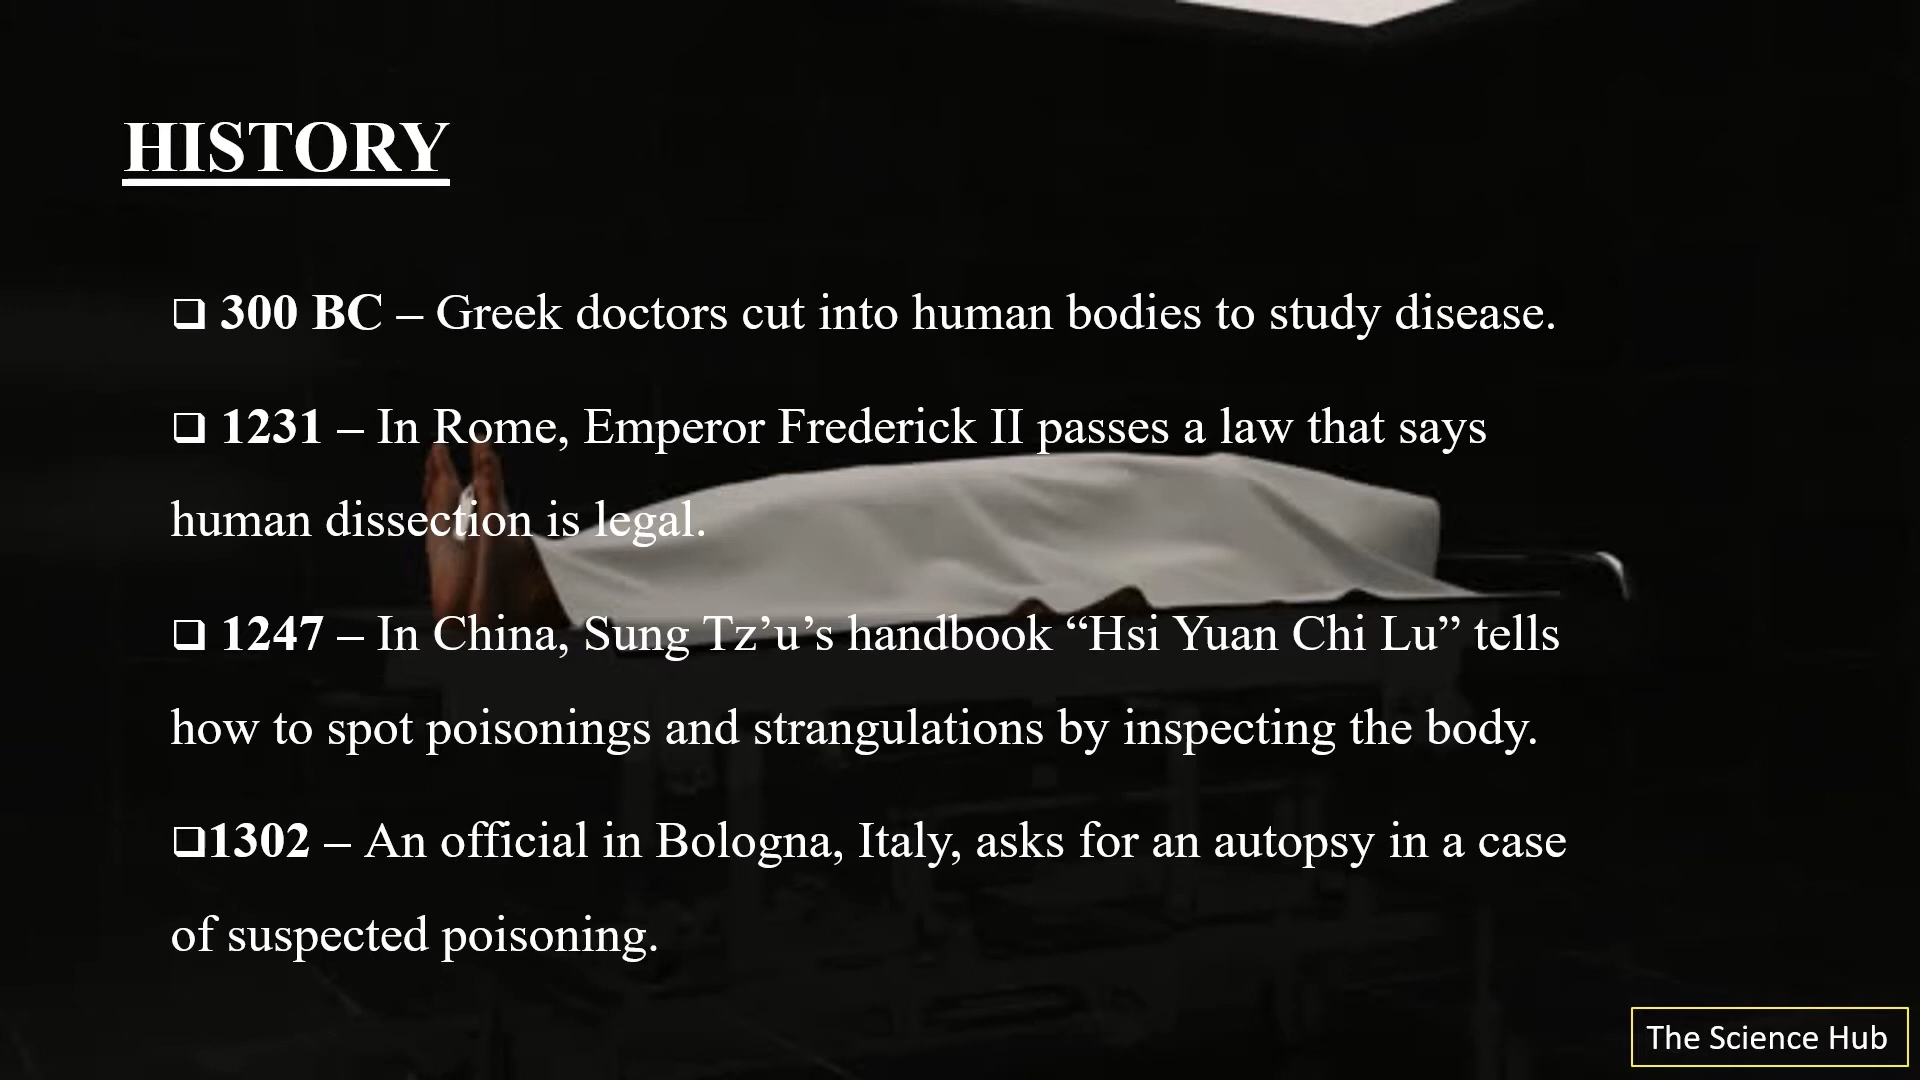 HISTORY
❑ 300 BC – Greek doctors cut into human bodies to study disease.
❑ 1231 – In Rome, Emperor Frederick II passes a law that says
human dissection is legal.
❑ 1247 – In China, Sung Tz’u’s handbook “Hsi Yuan Chi Lu” tells
how to spot poisonings and strangulations by inspecting the body.
❑1302 – An official in Bologna, Italy, asks for an autopsy in a case
of suspected poisoning.
The Science Hub